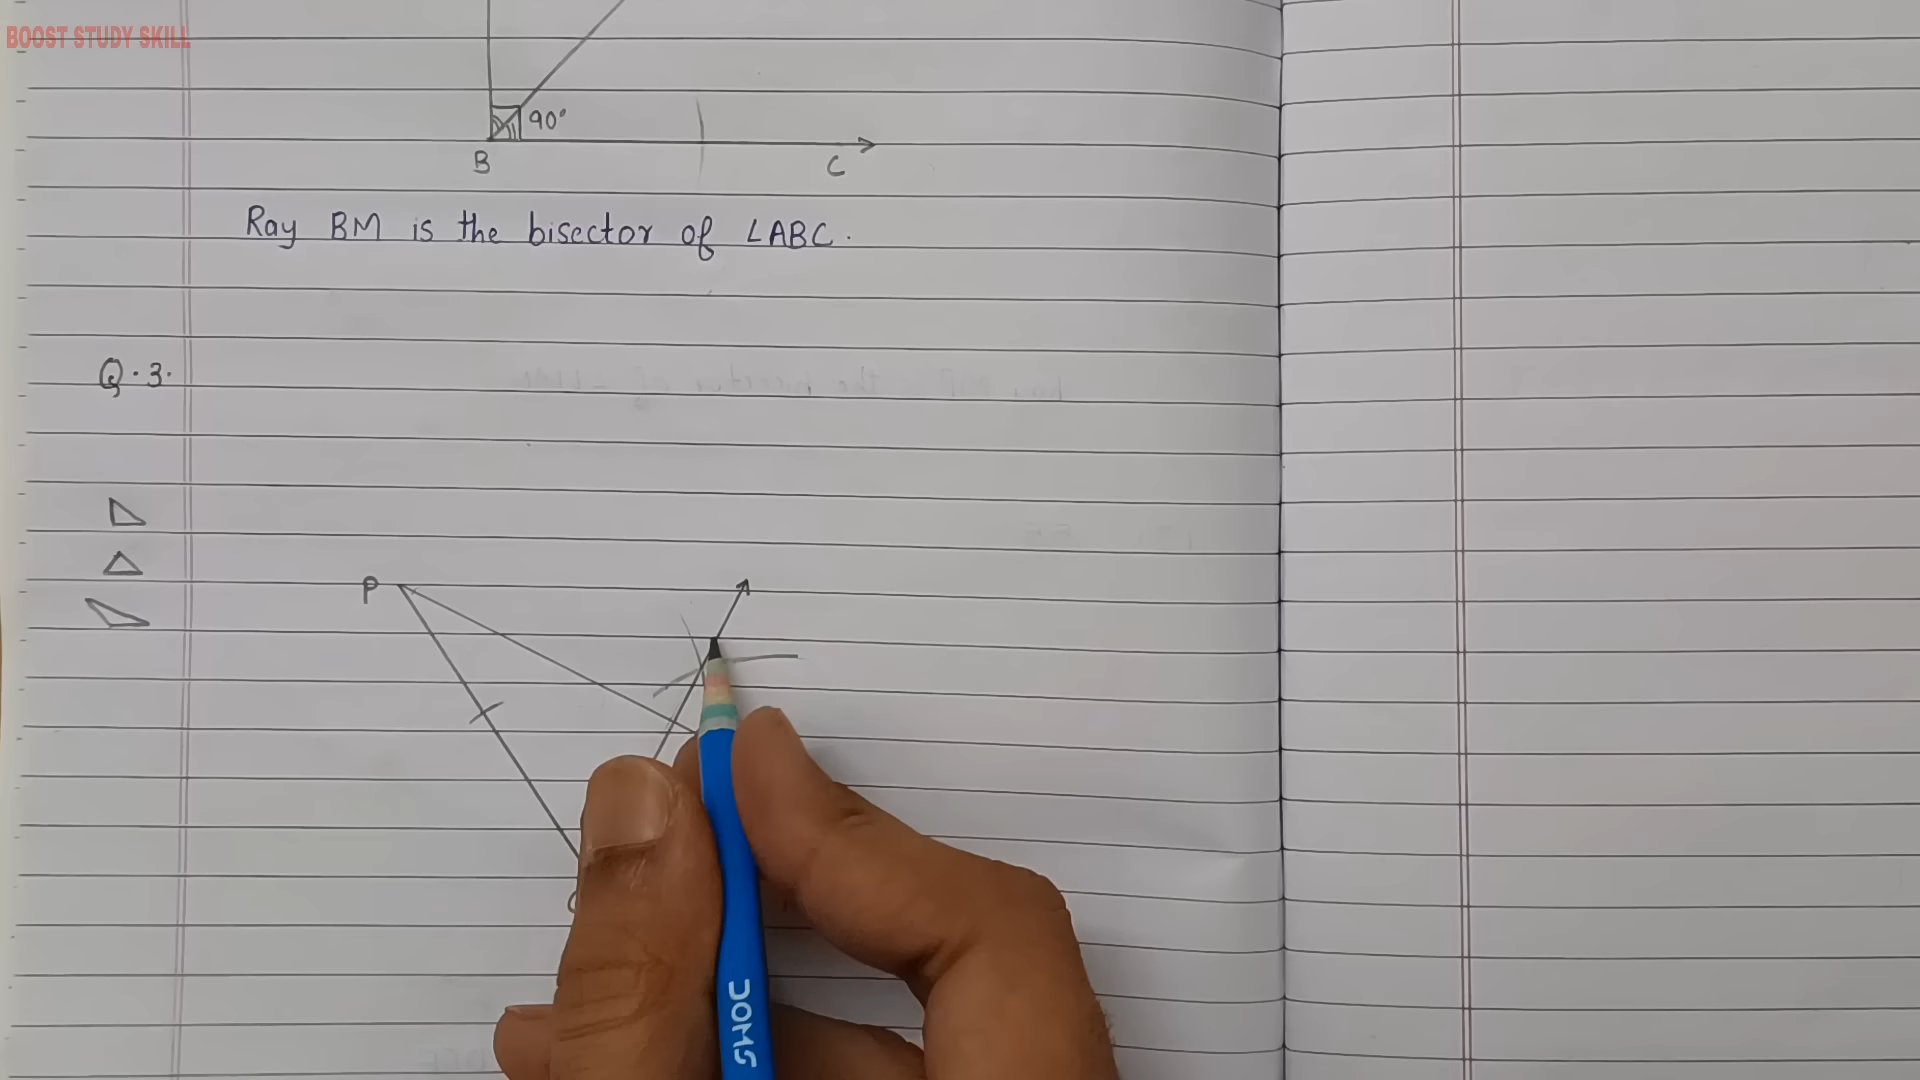 BOOST STUDY SKILL
90°
B
C
Ray BM is the bisector of ∠ABC.
Q.3.
P
DOMS